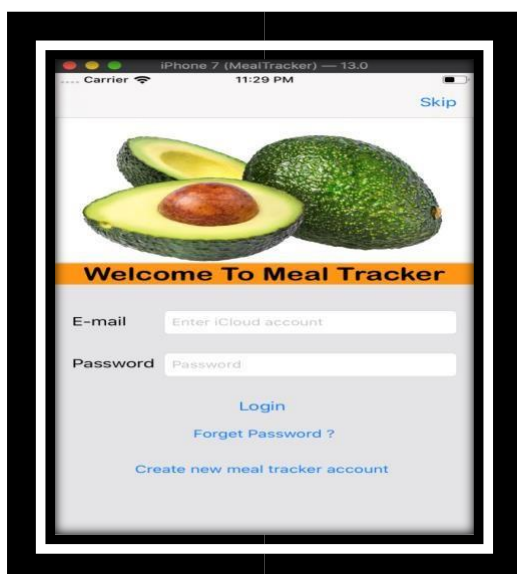 iPhone 7 (MealTracker) — 13.0
Carrier 11:29 PM
Skip
Welcome To Meal Tracker
E-mail Enter iCloud account
Password Password
Login
Forget Password ?
Create new meal tracker account